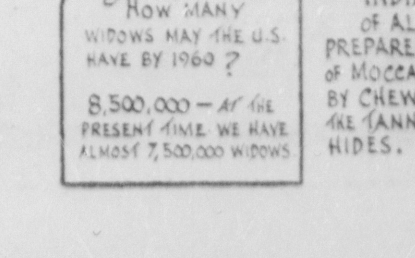 HOW MANY
WIDOWS MAY THE U.S.
HAVE BY 1960?
8,500,000 — AT THE
PRESENT TIME WE HAVE
ALMOST 7,500,000 WIDOWS
OF AL
PREPARE
OF MOCCA
BY CHEW
THE TANN
HIDES.